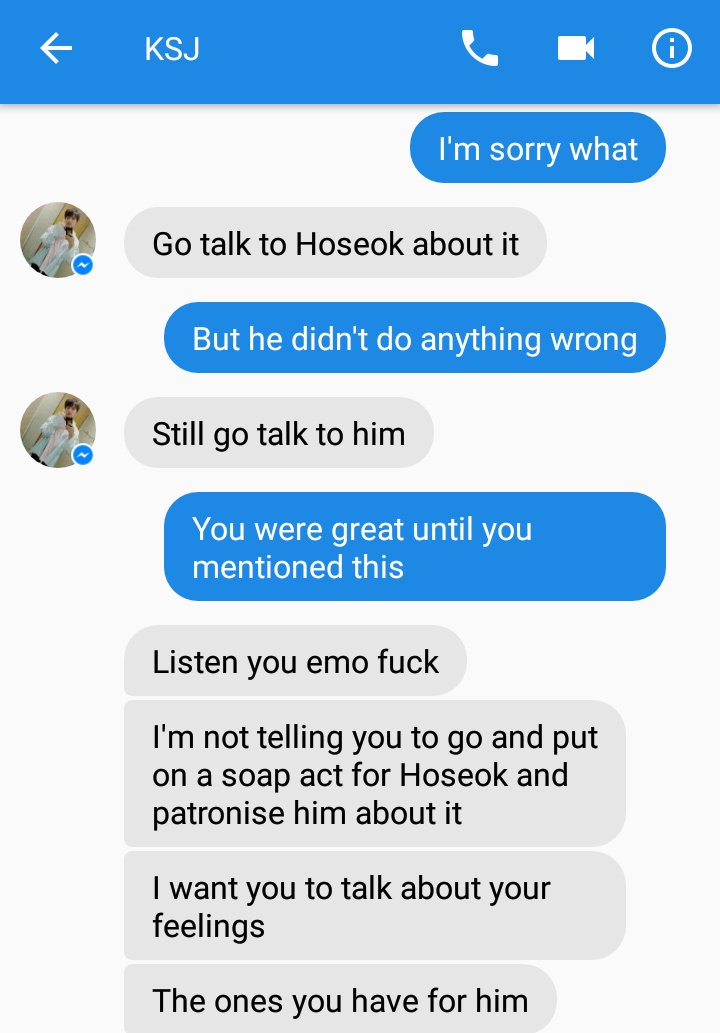 KSJ
I'm sorry what
Go talk to Hoseok about it
But he didn't do anything wrong
Still go talk to him
You were great until you
mentioned this
Listen you emo fuck
I'm not telling you to go and put
on a soap act for Hoseok and
patronise him about it
I want you to talk about your
feelings
The ones you have for him